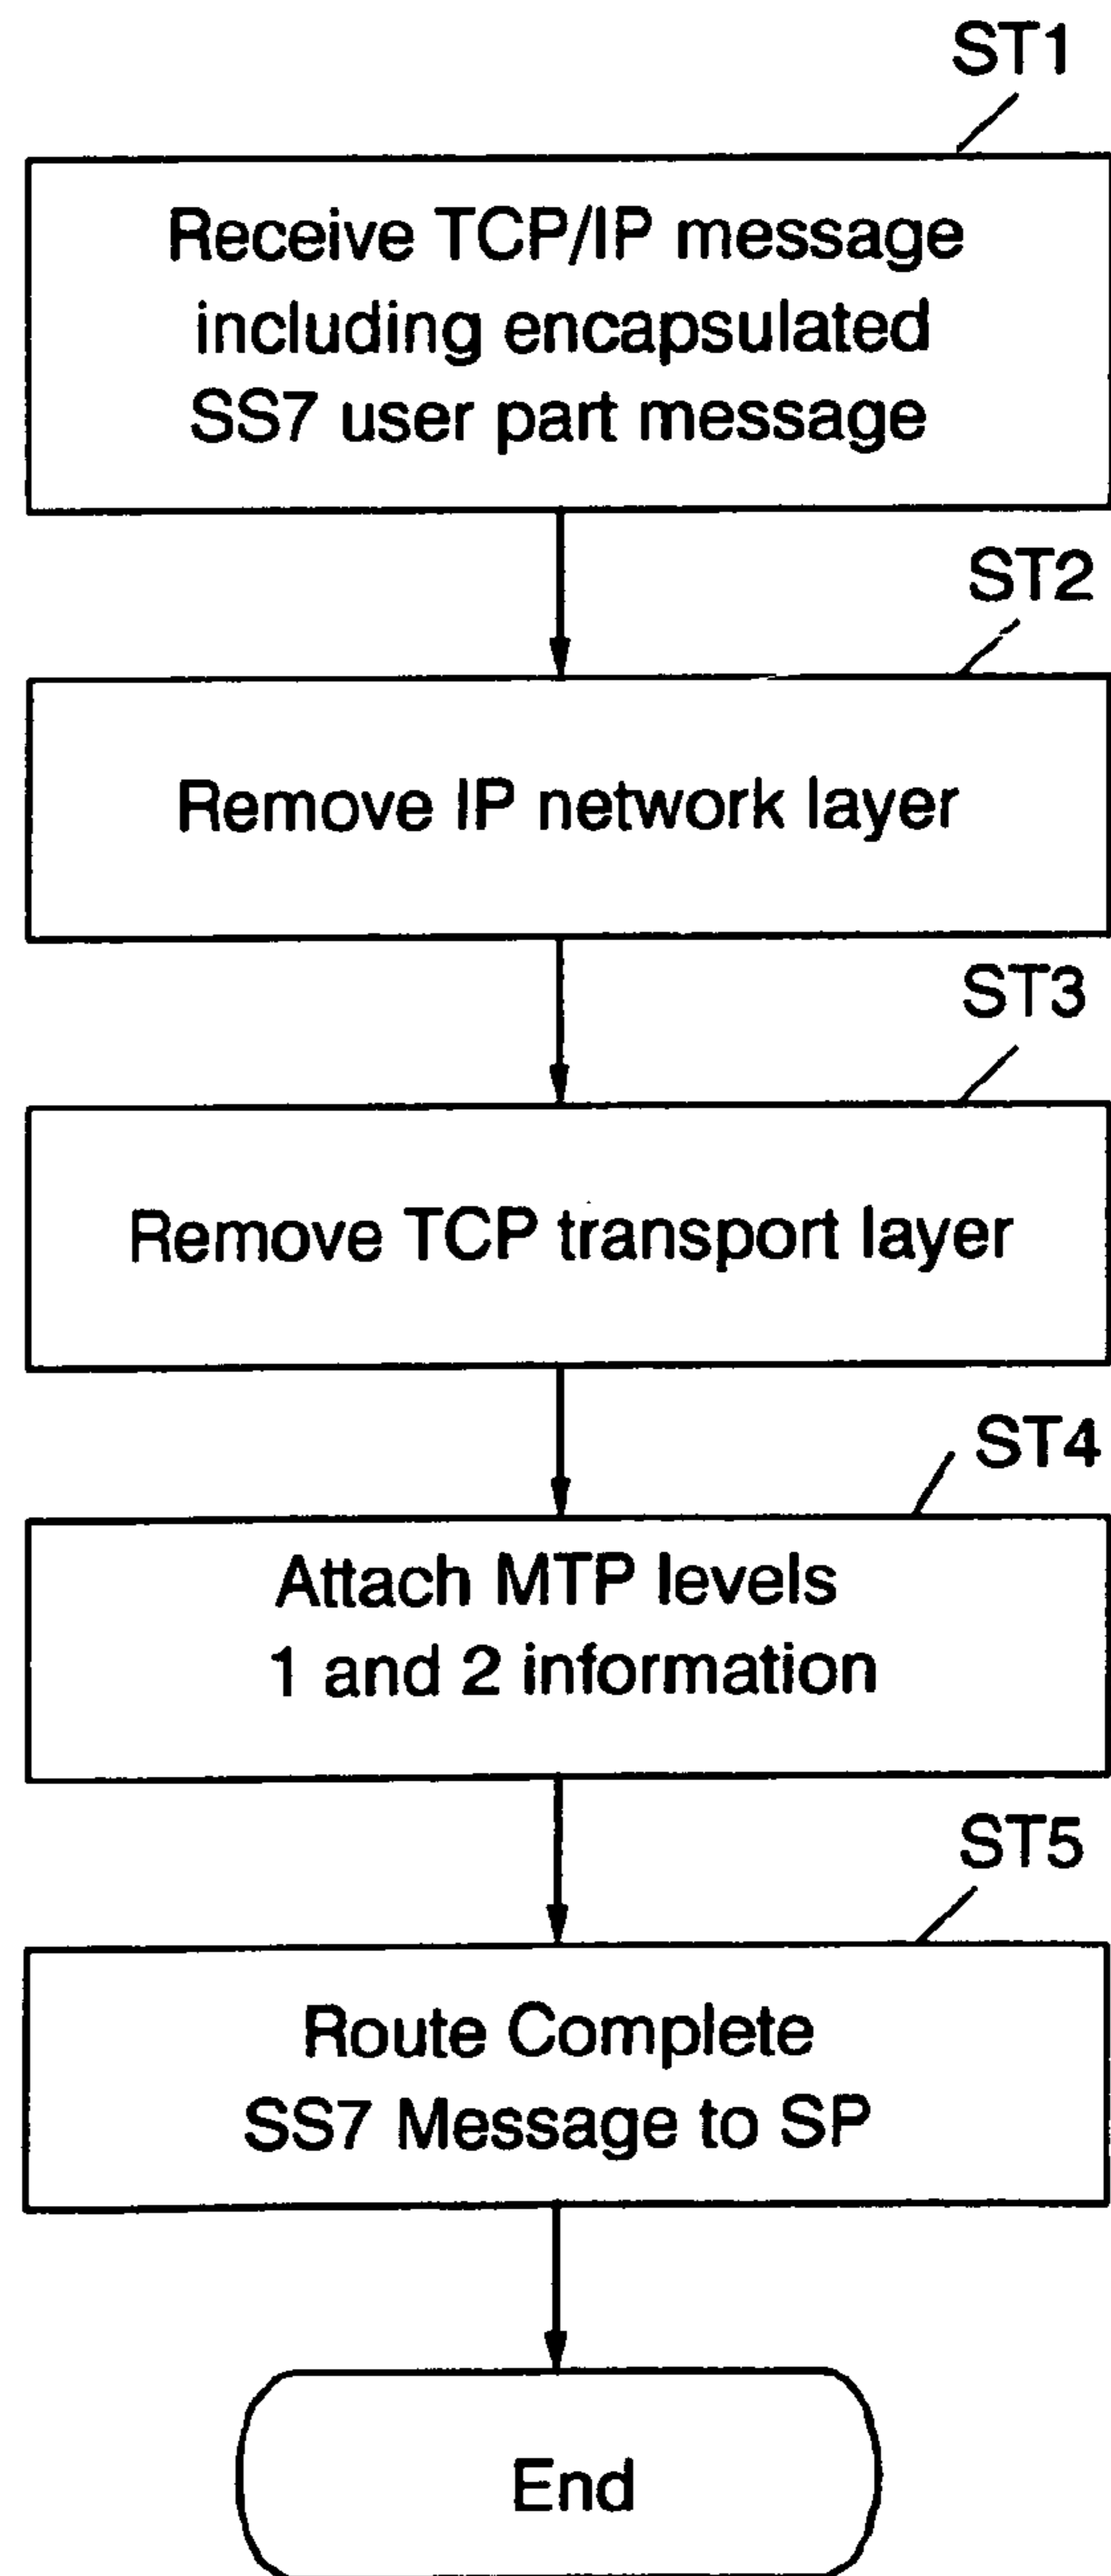 ST1
Receive TCP/IP message
including encapsulated
SS7 user part message
ST2
Remove IP network layer
ST3
Remove TCP transport layer
ST4
Attach MTP levels
1 and 2 information
ST5
Route Complete
SS7 Message to SP
End